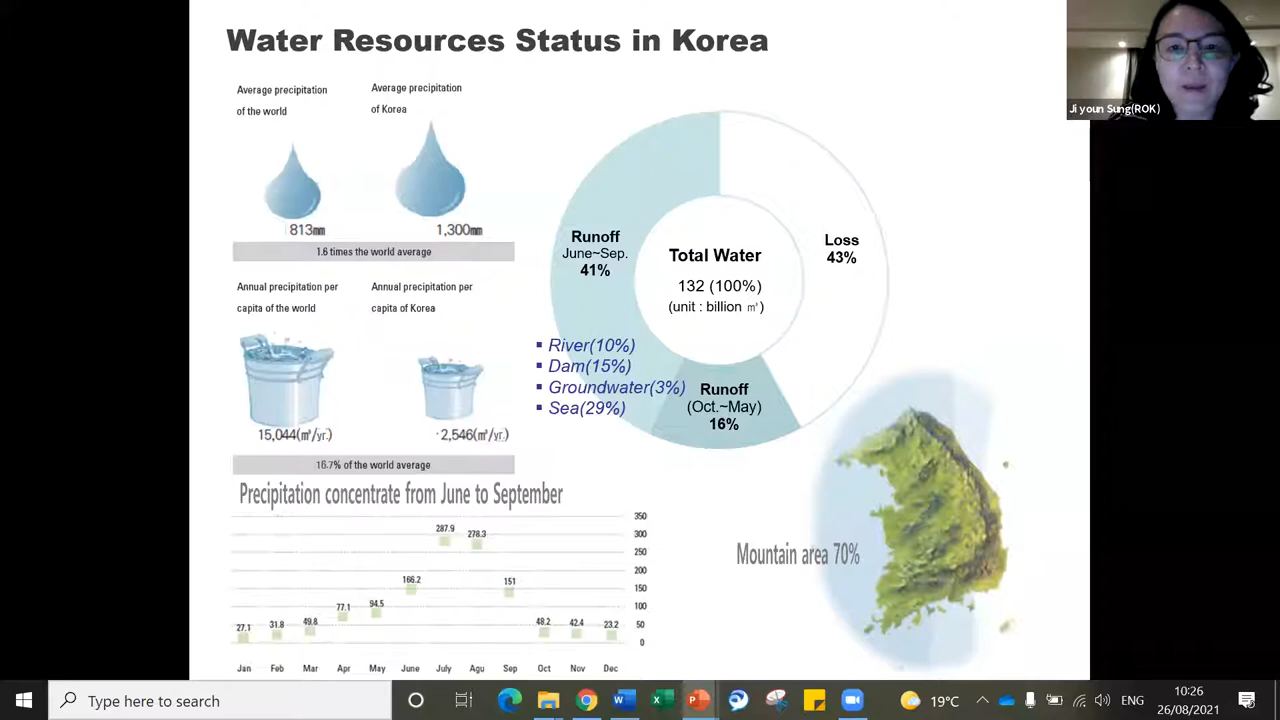 Water Resources Status in Korea
Average precipitation
of the world
Average precipitation
of Korea
813㎜
1,300㎜
1.6 times the world average
Annual precipitation per
capita of the world
Annual precipitation per
capita of Korea
15,044(㎥/yr.)
2,546(㎥/yr.)
16.7% of the world average
Runoff
June~Sep.
41%
Total Water
132 (100%)
(unit : billion ㎥)
Loss
43%
▪ River(10%)
▪ Dam(15%)
▪ Groundwater(3%)
▪ Sea(29%)
Runoff
(Oct.~May)
16%
Precipitation concentrate from June to September
350
300
250
200
150
100
50
0
27.1
31.8
49.8
77.1
94.5
166.2
287.9
278.3
151
48.2
42.4
23.2
Jan Feb Mar Apr May June July Agu Sep Oct Nov Dec
Mountain area 70%
Ji youn Sung(ROK)
Type here to search
19°C
ENG
10:26
26/08/2021